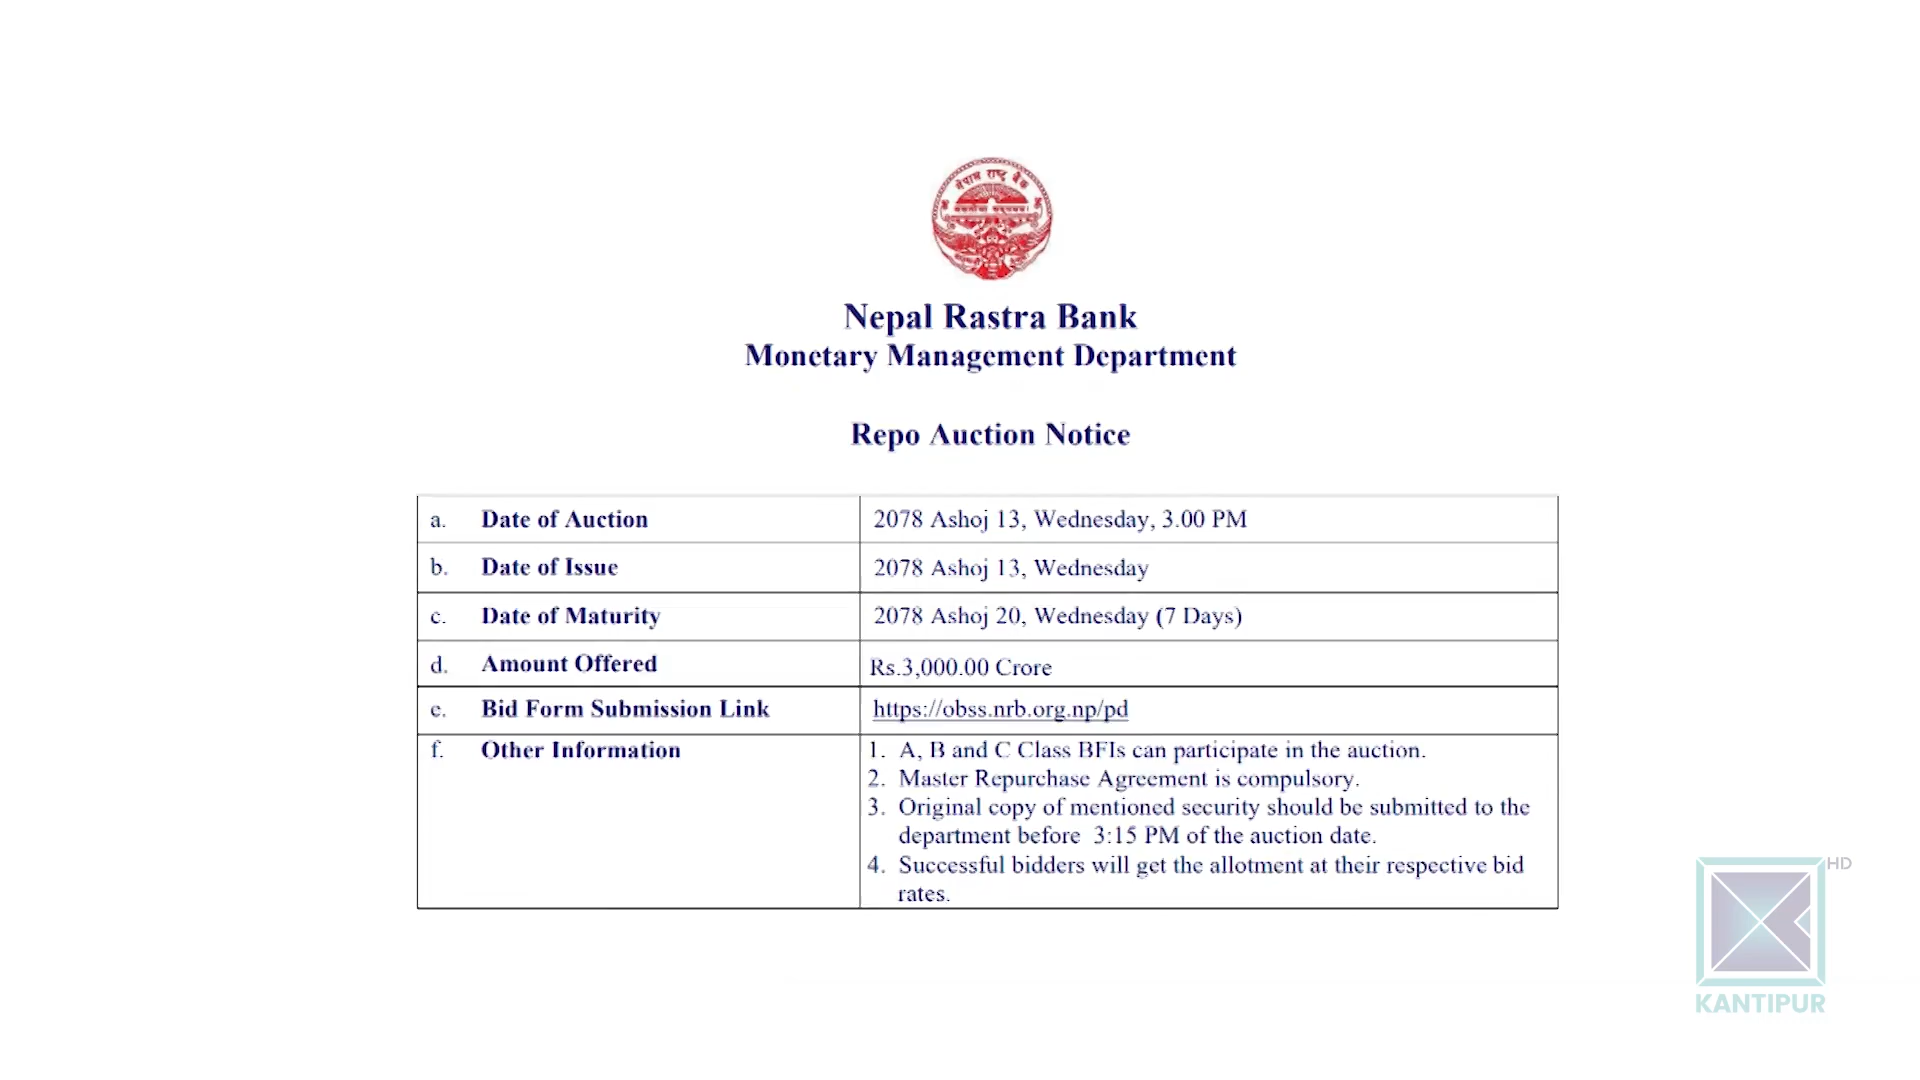 नेपाल राष्ट्र बैंक
Nepal Rastra Bank
Monetary Management Department
Repo Auction Notice
a. Date of Auction 2078 Ashoj 13, Wednesday, 3.00 PM
b. Date of Issue 2078 Ashoj 13, Wednesday
c. Date of Maturity 2078 Ashoj 20, Wednesday (7 Days)
d. Amount Offered Rs.3,000.00 Crore
e. Bid Form Submission Link https://obss.nrb.org.np/pd
f. Other Information 1. A, B and C Class BFIs can participate in the auction.
2. Master Repurchase Agreement is compulsory.
3. Original copy of mentioned security should be submitted to the
department before 3:15 PM of the auction date.
4. Successful bidders will get the allotment at their respective bid
rates.
HD
KANTIPUR